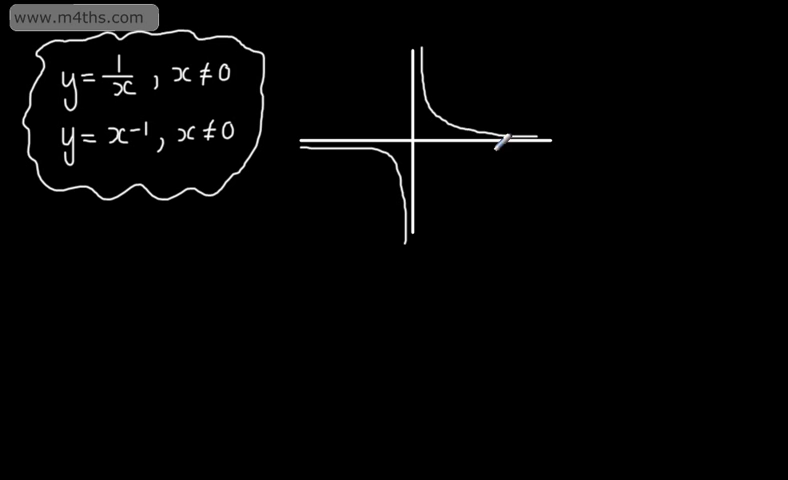 www.m4ths.com
y = 1/x , x ≠ 0
y = x⁻¹ , x ≠ 0